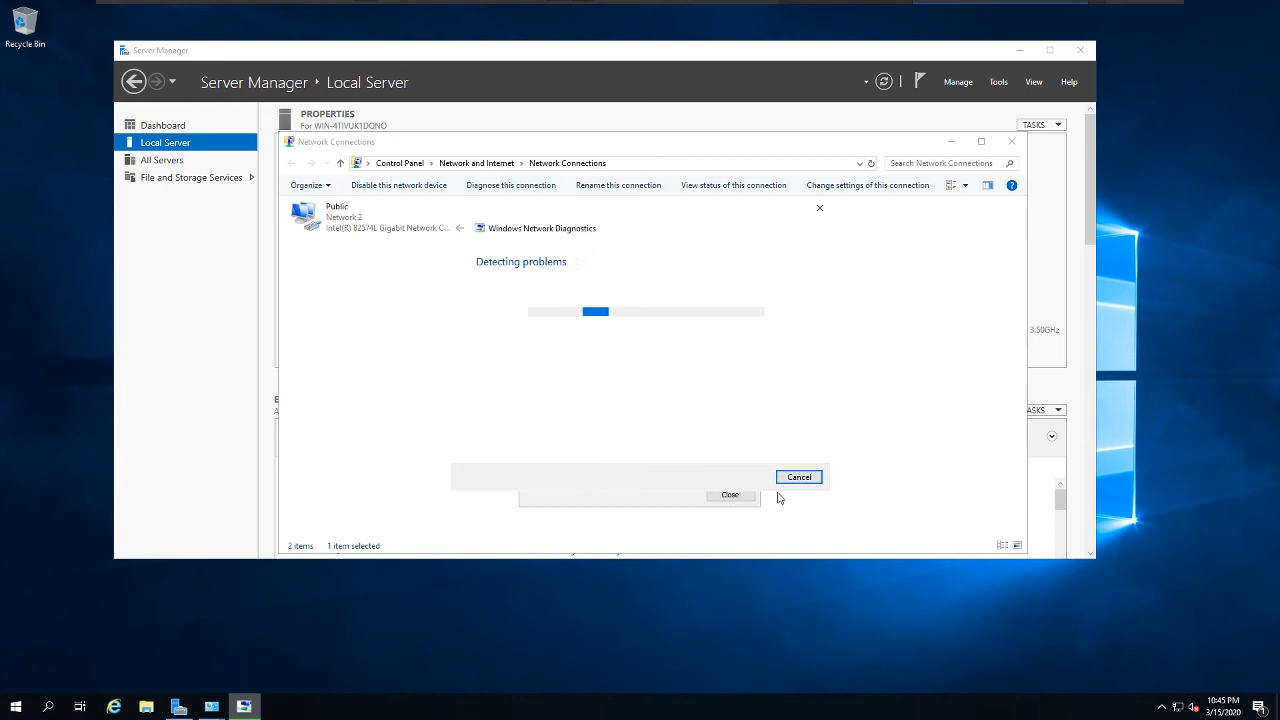 Recycle Bin
Server Manager
Server Manager Local Server
Manage Tools View Help
Dashboard
Local Server
All Servers
File and Storage Services
PROPERTIES
For WIN-4TIVUK1DQNO
TASKS
Network Connections
Control Panel Network and Internet Network Connections
Search Network Connections
Organize Disable this network device Diagnose this connection Rename this connection View status of this connection Change settings of this connection
Public
Network 2
Intel(R) 82574L Gigabit Network C...
Windows Network Diagnostics
Detecting problems
3.50GHz
ASKS
Cancel
Close
2 items 1 item selected
10:45 PM
3/15/2020
1